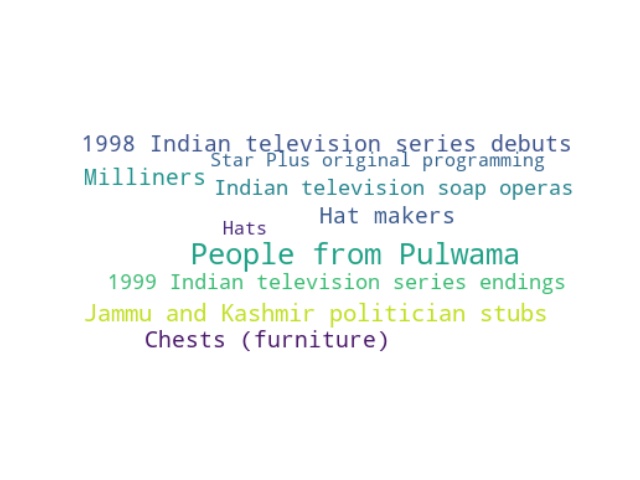 1998 Indian television series debuts
Star Plus original programming
Milliners
Indian television soap operas
Hat makers
Hats
People from Pulwama
1999 Indian television series endings
Jammu and Kashmir politician stubs
Chests (furniture)